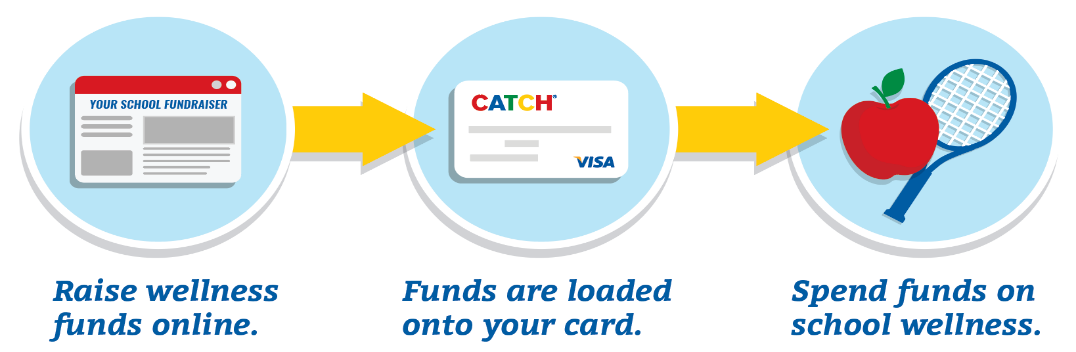 YOUR SCHOOL FUNDRAISER
CATCH
VISA
Raise wellness
funds online.
Funds are loaded
onto your card.
Spend funds on
school wellness.